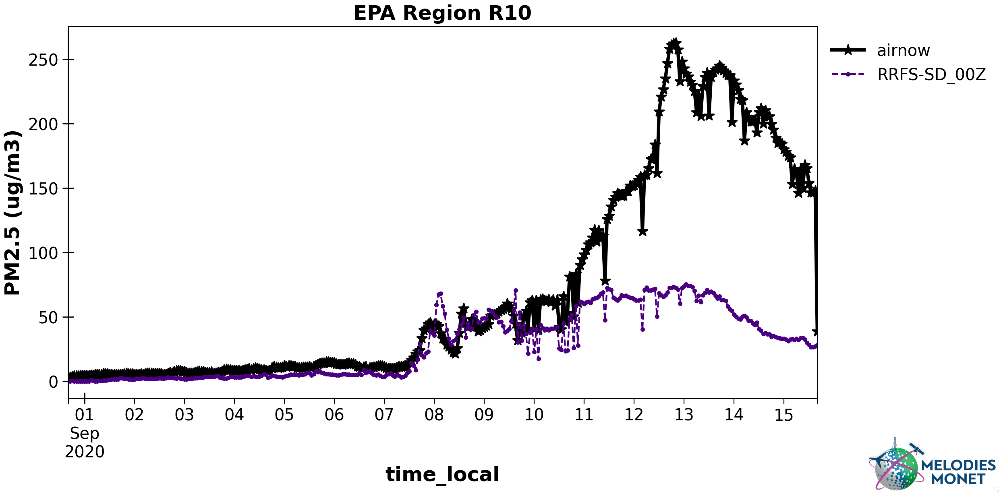 EPA Region R10
PM2.5 (ug/m3)
250
200
150
100
50
0
airnow
RRFS-SD_00Z
01 02 03 04 05 06 07 08 09 10 11 12 13 14 15
Sep
2020
time_local
MELODIES
MONET